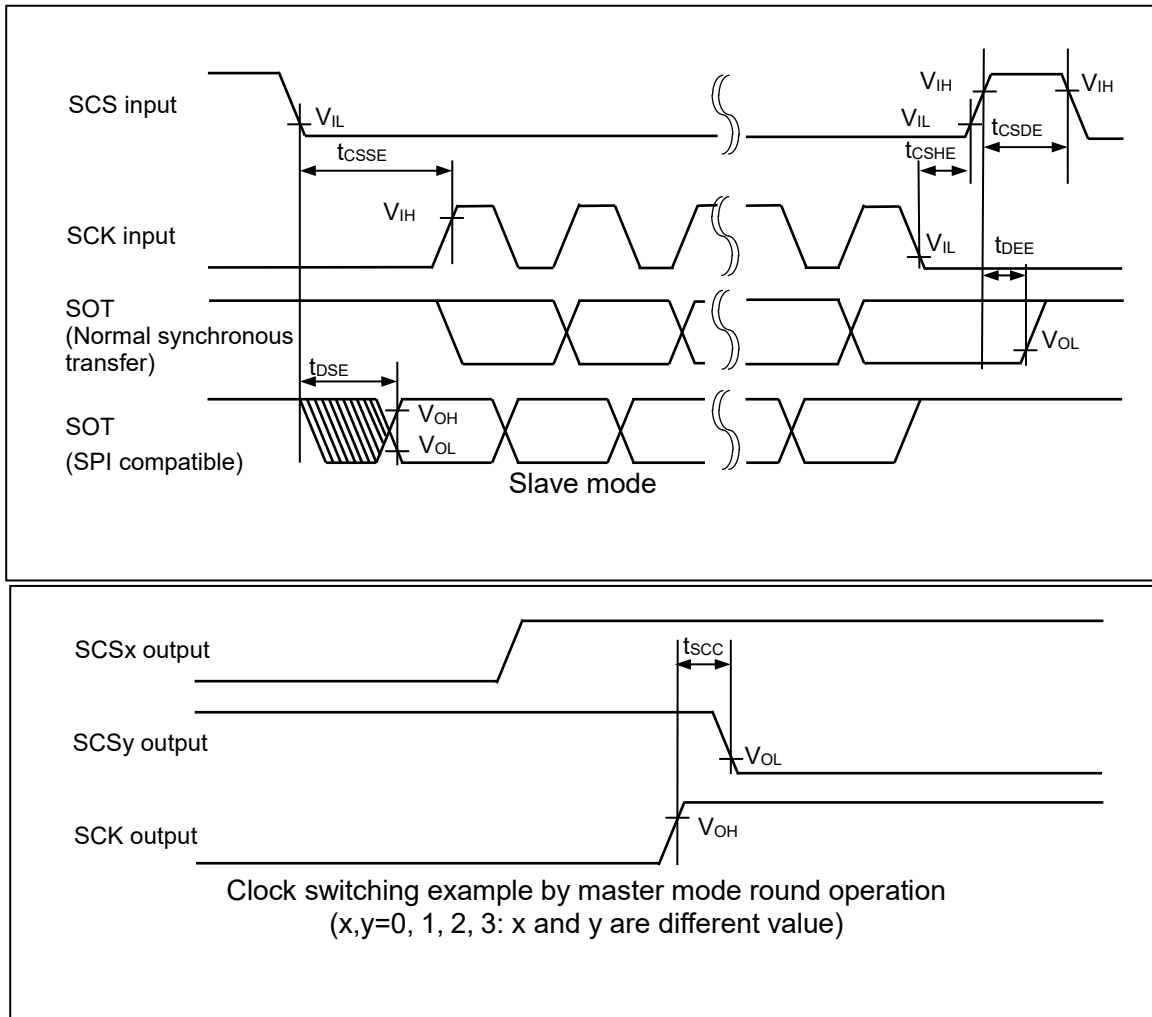 SCS input
VIL
VIH
VIH
VIL
tCSDE
tCSSE
tCSHE
SCK input
VIH
VIL
tDEE
SOT
(Normal synchronous
transfer)
VOL
tDSE
SOT
(SPI compatible)
VOH
VOL
Slave mode
SCSx output
tSCC
SCSy output
VOL
SCK output
VOH
Clock switching example by master mode round operation
(x,y=0, 1, 2, 3: x and y are different value)